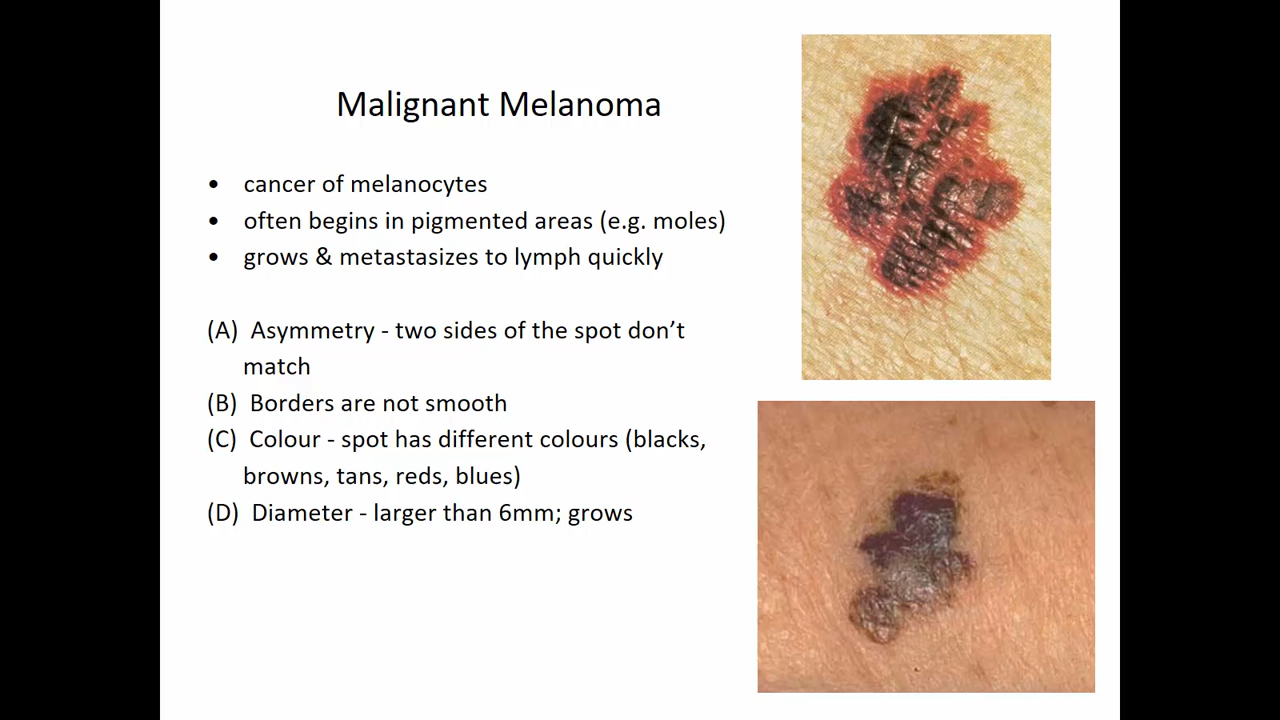 Malignant Melanoma
• cancer of melanocytes
• often begins in pigmented areas (e.g. moles)
• grows & metastasizes to lymph quickly
(A) Asymmetry - two sides of the spot don’t
match
(B) Borders are not smooth
(C) Colour - spot has different colours (blacks,
browns, tans, reds, blues)
(D) Diameter - larger than 6mm; grows